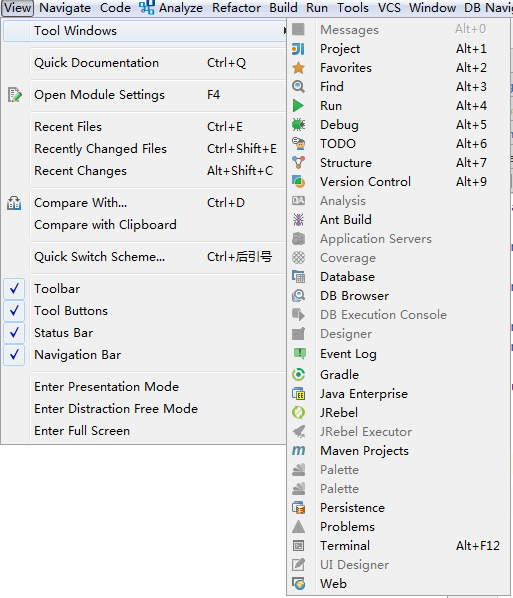 View Navigate Code Analyze Refactor Build Run Tools VCS Window DB Navi
Tool Windows
Quick Documentation Ctrl+Q
Open Module Settings F4
Recent Files Ctrl+E
Recently Changed Files Ctrl+Shift+E
Recent Changes Alt+Shift+C
Compare With... Ctrl+D
Compare with Clipboard
Quick Switch Scheme... Ctrl+后引号
Toolbar
Tool Buttons
Status Bar
Navigation Bar
Enter Presentation Mode
Enter Distraction Free Mode
Enter Full Screen
Messages Alt+0
Project Alt+1
Favorites Alt+2
Find Alt+3
Run Alt+4
Debug Alt+5
TODO Alt+6
Structure Alt+7
Version Control Alt+9
Analysis
Ant Build
Application Servers
Coverage
Database
DB Browser
DB Execution Console
Designer
Event Log
Gradle
Java Enterprise
JRebel
JRebel Executor
Maven Projects
Palette
Palette
Persistence
Problems
Terminal Alt+F12
UI Designer
Web